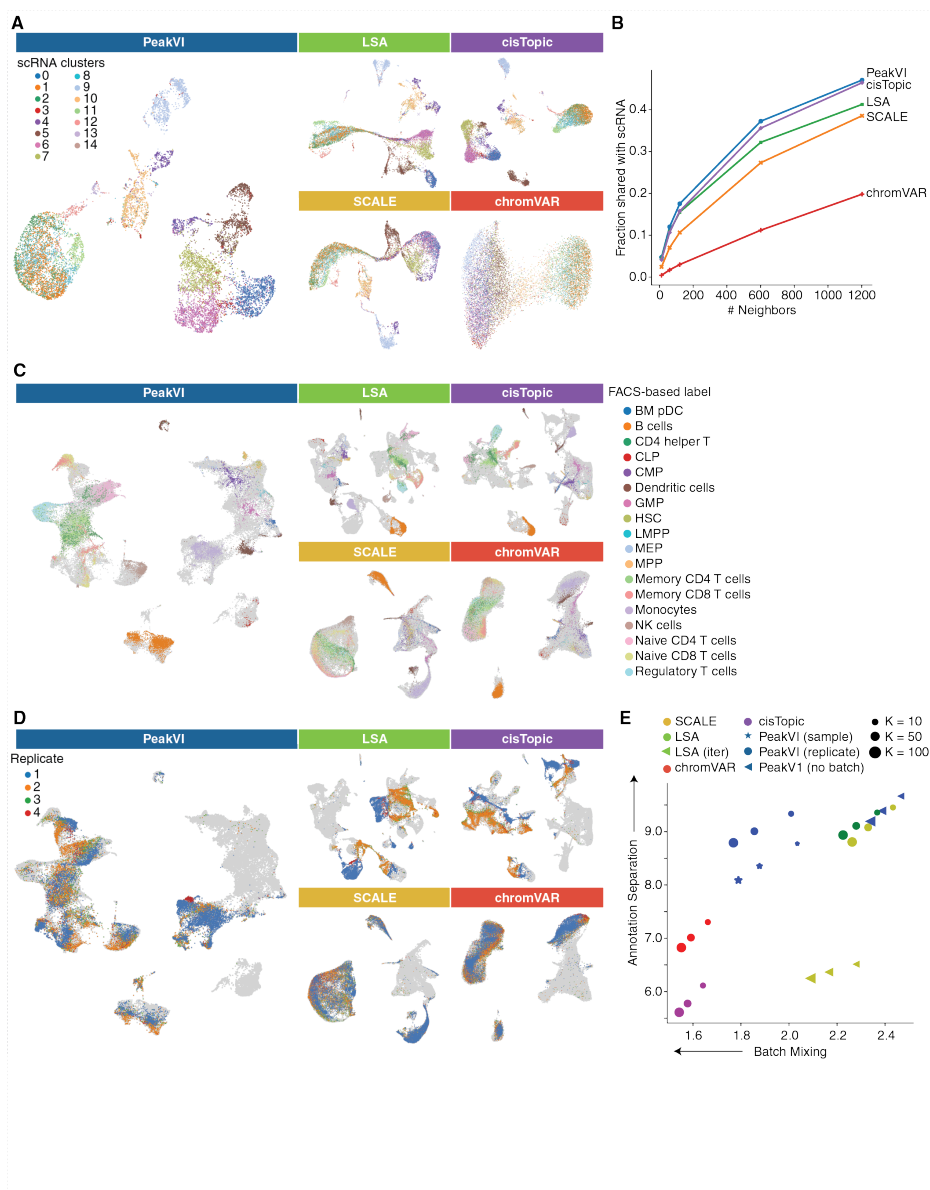 A
PeakVI
LSA
cisTopic
scRNA clusters
0
1
2
3
4
5
6
7
8
9
10
11
12
13
14
SCALE
chromVAR
B
Fraction shared with scRNA
0.4
0.3
0.2
0.1
0.0
0
200
400
600
800
1000
1200
# Neighbors
PeakVI
cisTopic
LSA
SCALE
chromVAR
C
PeakVI
LSA
cisTopic
SCALE
chromVAR
FACS-based label
BM pDC
B cells
CD4 helper T
CLP
CMP
Dendritic cells
GMP
HSC
LMPP
MEP
MPP
Memory CD4 T cells
Memory CD8 T cells
Monocytes
NK cells
Naive CD4 T cells
Naive CD8 T cells
Regulatory T cells
D
PeakVI
LSA
cisTopic
Replicate
1
2
3
4
SCALE
chromVAR
E
SCALE
LSA
LSA (iter)
chromVAR
cisTopic
PeakVI (sample)
PeakVI (replicate)
PeakV1 (no batch)
K = 10
K = 50
K = 100
Annotation Separation
9.0
8.0
7.0
6.0
1.6
1.8
2.0
2.2
2.4
Batch Mixing